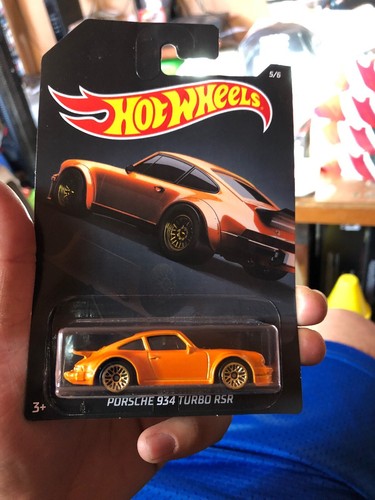 5/6
HOT WHEELS
3+
PORSCHE 934 TURBO RSR